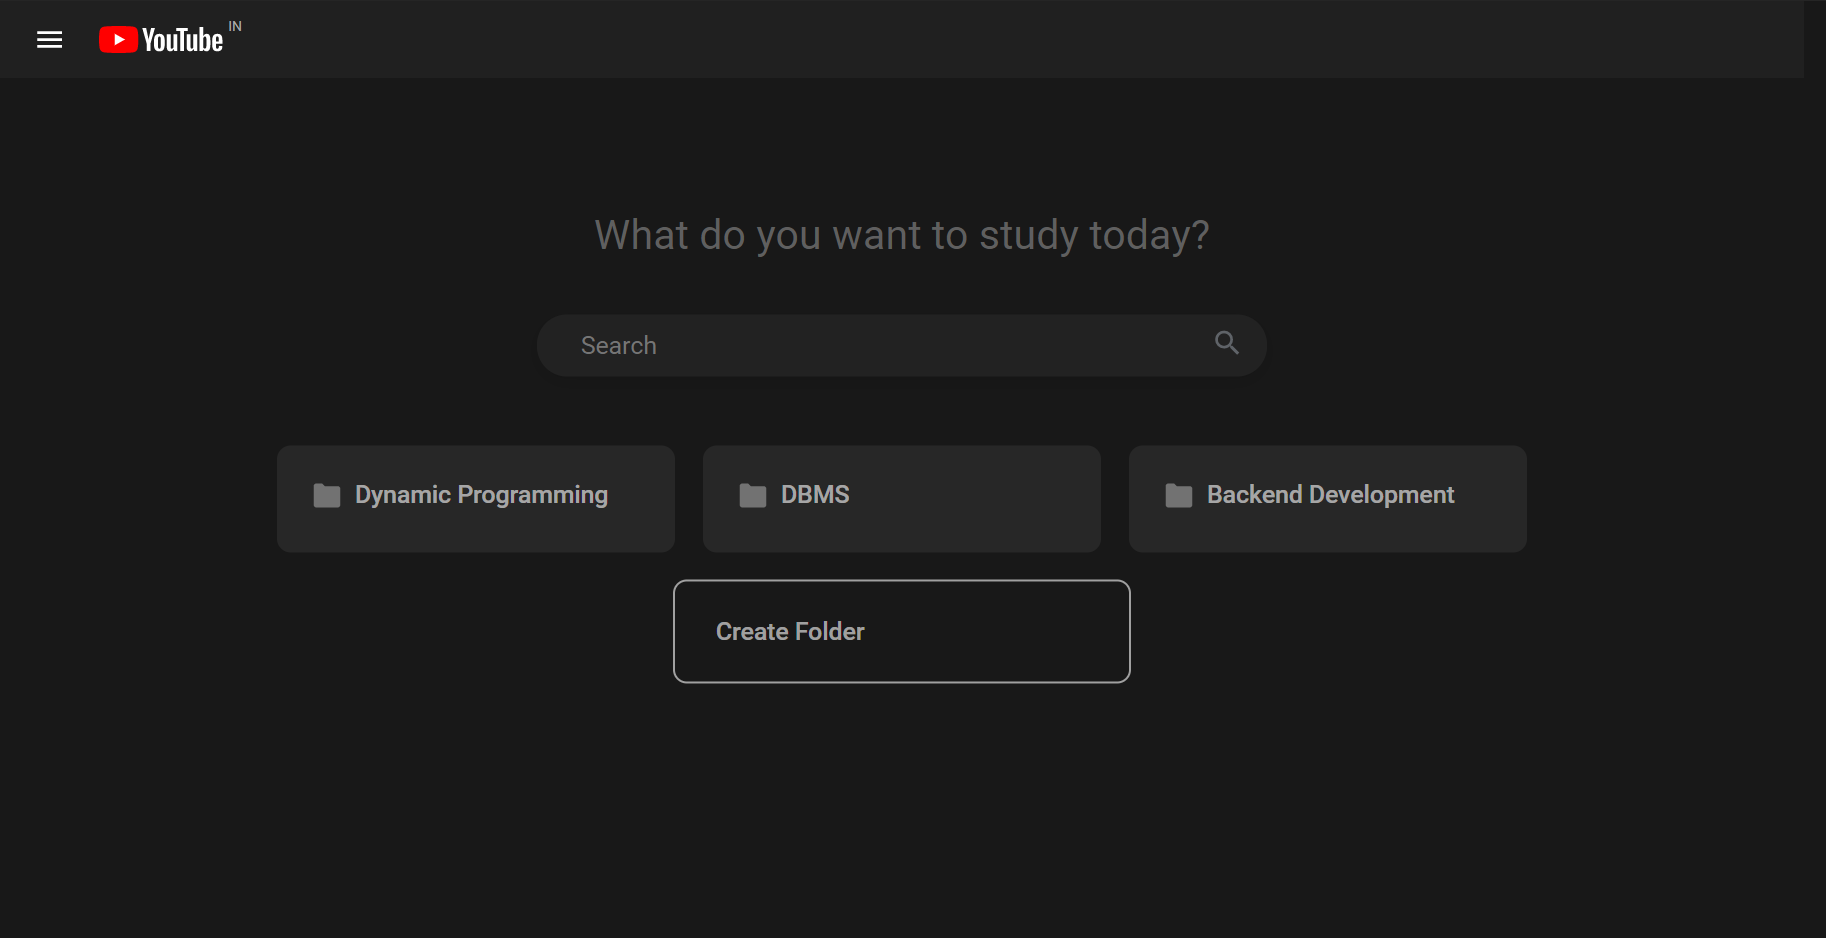 YouTube IN
What do you want to study today?
Search
Dynamic Programming
DBMS
Backend Development
Create Folder